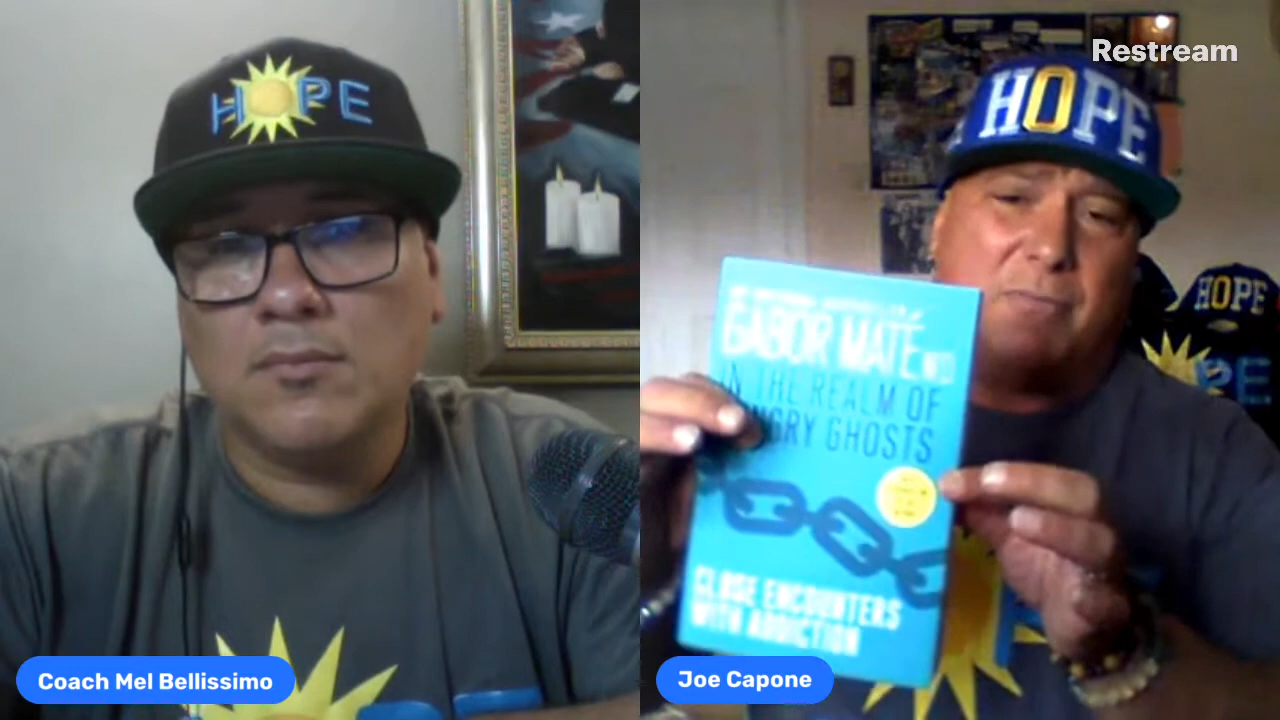 HOPE
Restream
HOPE
GABOR MATÉ MD
IN THE REALM OF
HUNGRY GHOSTS
CLOSE ENCOUNTERS
WITH ADDICTION
HOPE
Coach Mel Bellissimo
Joe Capone